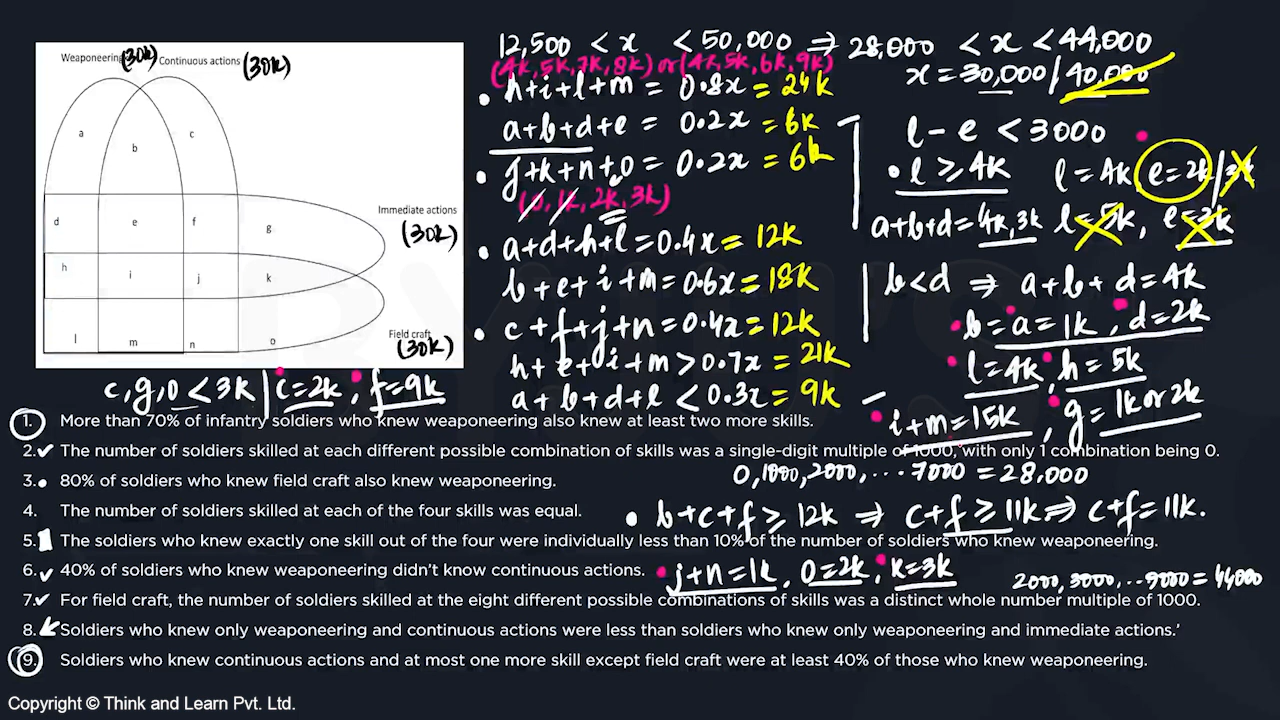 12,500 < x < 50,000 ⇒ 28,000 < x < 44,000
(4k,5k,7k,8k) or (4k,5k,6k,9k)
x = 30,000/40,000
h+i+l+m = 0.8x = 24k
a+b+d+e = 0.2x = 6k
g+k+n+o = 0.2x = 6k
(0,1k,2k,3k)
a+d+h+l = 0.4x = 12k
b+e+i+m = 0.6x = 18k
c+f+j+n = 0.4x = 12k
h+e+i+m > 0.7x = 21k
a+b+d+l < 0.3x = 9k
l - e < 3000
l ≥ 4k l = 4k e = 2k/3k
a+b+d = 4k, 3k l = 5k, e = 3k
b < d ⇒ a+b+d = 4k
b = a = 1k, d = 2k
l = 4k, h = 5k
i+m = 15k, g = 1k or 2k
Weaponeering (30k) Continuous actions (30k)
a b c
d e f g
Immediate actions
(30k)
h i j k
Field craft
(30k)
l m n o
c,g,o < 3k | c = 2k, f = 9k
1. More than 70% of infantry soldiers who knew weaponeering also knew at least two more skills.
2. The number of soldiers skilled at each different possible combination of skills was a single-digit multiple of 1000, with only 1 combination being 0.
0,1000,2000, ... 7000 = 28,000
3. 80% of soldiers who knew field craft also knew weaponeering.
4. The number of soldiers skilled at each of the four skills was equal.
b+c+f ≥ 12k ⇒ c+f ≥ 11k ⇒ c+f = 11k.
5. The soldiers who knew exactly one skill out of the four were individually less than 10% of the number of soldiers who knew weaponeering.
6. 40% of soldiers who knew weaponeering didn't know continuous actions.
j+n = 1k, o = 2k, k = 3k
2000,3000, ... 9000 = 44000
7. For field craft, the number of soldiers skilled at the eight different possible combinations of skills was a distinct whole number multiple of 1000.
8. Soldiers who knew only weaponeering and continuous actions were less than soldiers who knew only weaponeering and immediate actions.'
9. Soldiers who knew continuous actions and at most one more skill except field craft were at least 40% of those who knew weaponeering.
Copyright © Think and Learn Pvt. Ltd.